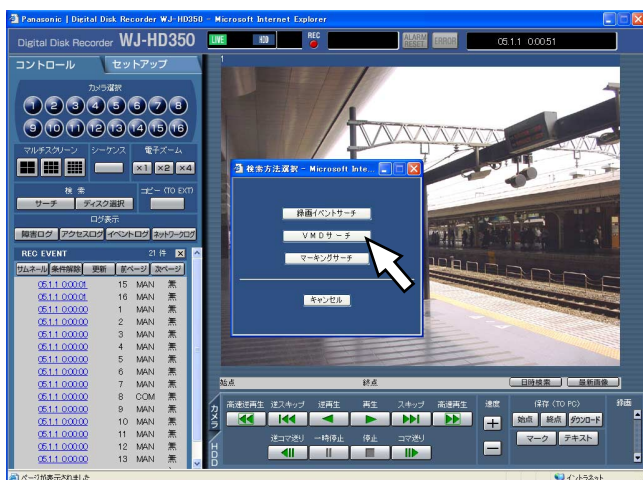 Panasonic | Digital Disk Recorder WJ-HD350 - Microsoft Internet Explorer
Digital Disk Recorder WJ-HD350
LIVE HDD REC ALARM RESET ERROR 05.1.1 0:00:51
コントロール セットアップ
1
カメラ選択
1 2 3 4 5 6 7 8
9 10 11 12 13 14 15 16
マルチスクリーン シーケンス 電子ズーム
×1 ×2 ×4
検索 コピー (TO EXT)
サーチ ディスク選択
ログ表示
障害ログ アクセスログ イベントログ ネットワークログ
REC EVENT 21 件
サムネール 条件解除 更新 前ページ 次ページ
05.1.1 0:00:01 15 MAN 無
05.1.1 0:00:01 16 MAN 無
05.1.1 0:00:00 1 MAN 無
05.1.1 0:00:00 2 MAN 無
05.1.1 0:00:00 3 MAN 無
05.1.1 0:00:00 4 MAN 無
05.1.1 0:00:00 5 MAN 無
05.1.1 0:00:00 6 MAN 無
05.1.1 0:00:00 7 MAN 無
05.1.1 0:00:00 8 COM 無
05.1.1 0:00:00 9 MAN 無
05.1.1 0:00:00 10 MAN 無
05.1.1 0:00:00 11 MAN 無
05.1.1 0:00:00 12 MAN 無
05.1.1 0:00:00 13 MAN 無
検索方法選択 - Microsoft Inte...
録画イベントサーチ
VMDサーチ
マーキングサーチ
キャンセル
始点 終点 日時検索 最新画像
カメラ
HDD
高速逆再生 逆スキップ 逆再生 再生 スキップ 高速再生
逆コマ送り 一時停止 停止 コマ送り
速度
+
-
保存 (TO PC)
始点 終点 ダウンロード
マーク テキスト
録画
ページが表示されました イントラネット